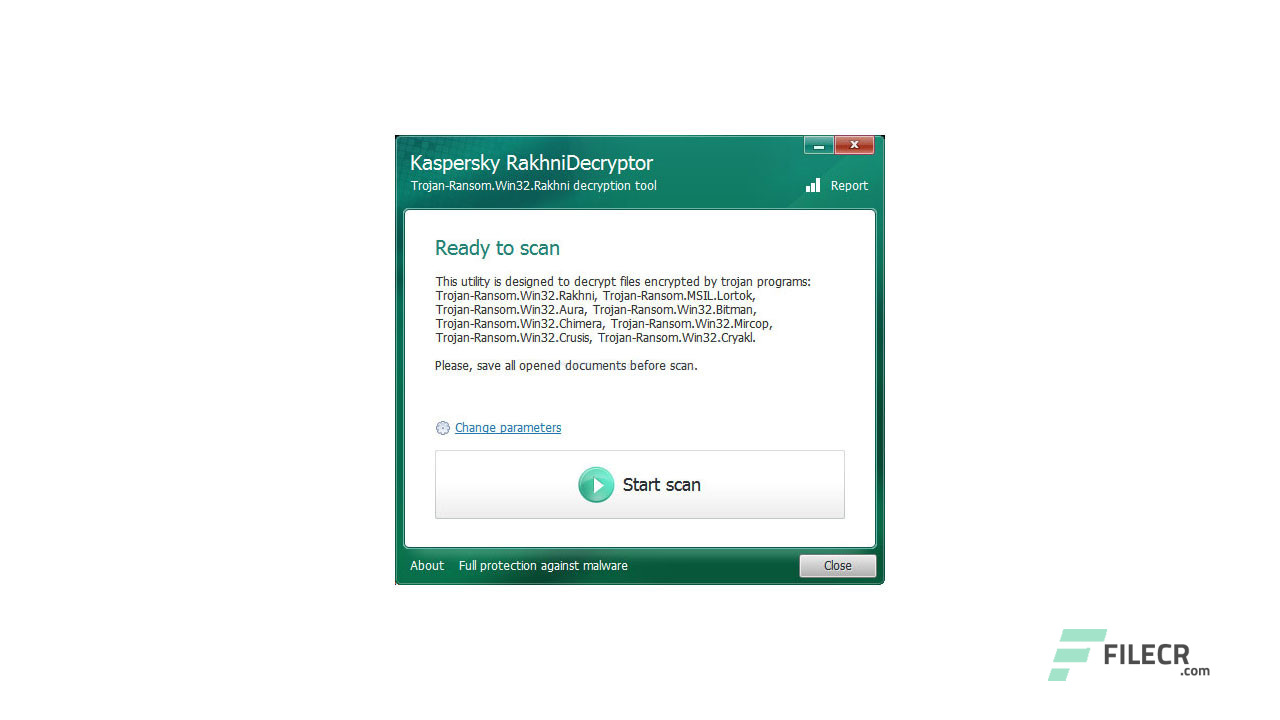 Kaspersky RakhniDecryptor
Trojan-Ransom.Win32.Rakhni decryption tool
Report
Ready to scan
This utility is designed to decrypt files encrypted by trojan programs:
Trojan-Ransom.Win32.Rakhni, Trojan-Ransom.MSIL.Lortok,
Trojan-Ransom.Win32.Aura, Trojan-Ransom.Win32.Bitman,
Trojan-Ransom.Win32.Chimera, Trojan-Ransom.Win32.Mircop,
Trojan-Ransom.Win32.Crusis, Trojan-Ransom.Win32.Cryakl.
Please, save all opened documents before scan.
Change parameters
Start scan
About Full protection against malware Close
FILECR
.com